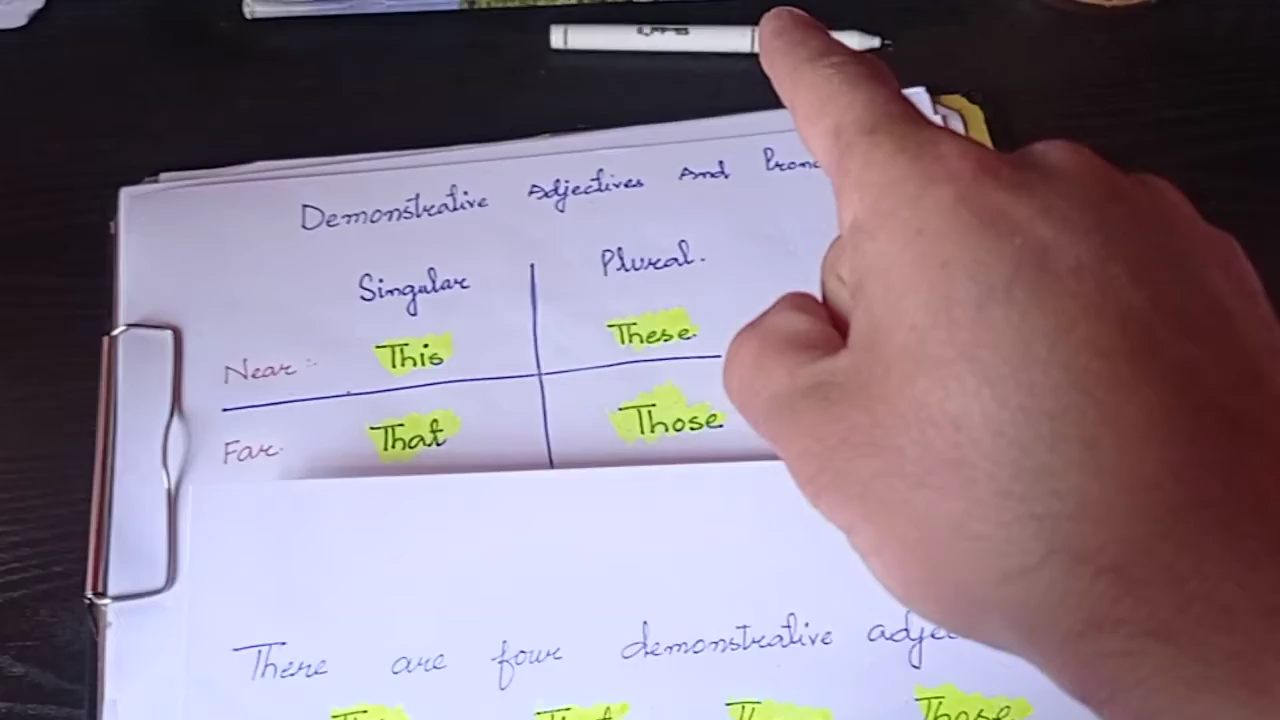 Demonstrative Adjectives And
Singular Plural.
Near :- This These.
Far. That Those
There are four demonstrative
Those